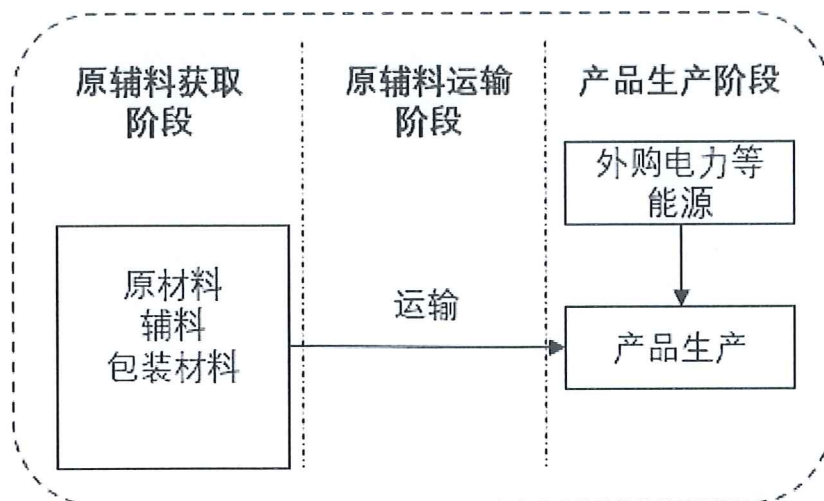 原辅料获取
阶段
原辅料运输
阶段
产品生产阶段
外购电力等
能源
原材料
辅料
包装材料
运输
产品生产